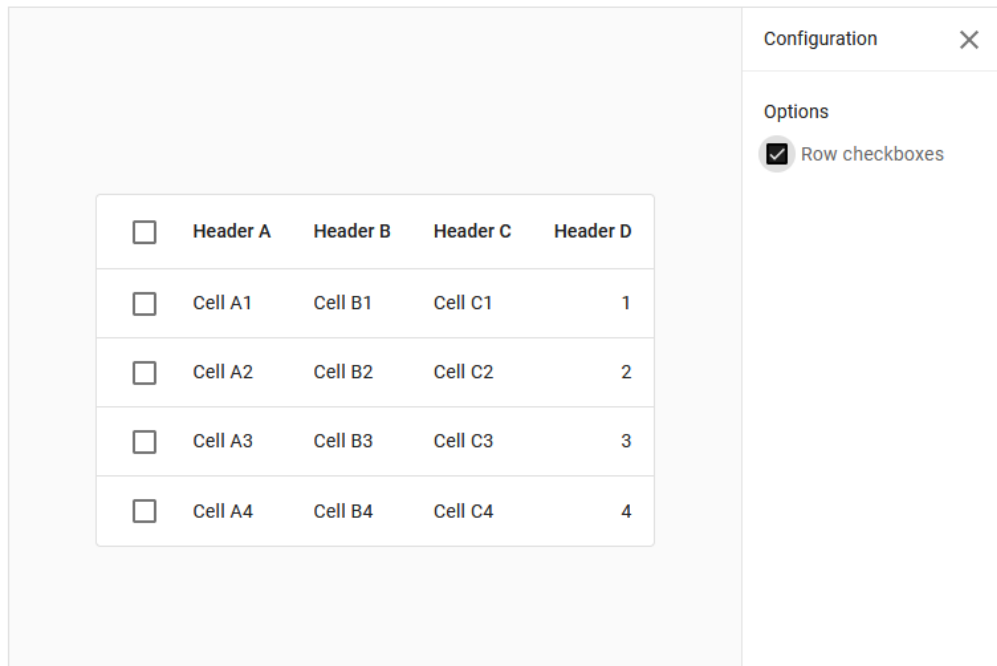 Configuration
Options
Row checkboxes
Header A Header B Header C Header D
Cell A1 Cell B1 Cell C1 1
Cell A2 Cell B2 Cell C2 2
Cell A3 Cell B3 Cell C3 3
Cell A4 Cell B4 Cell C4 4